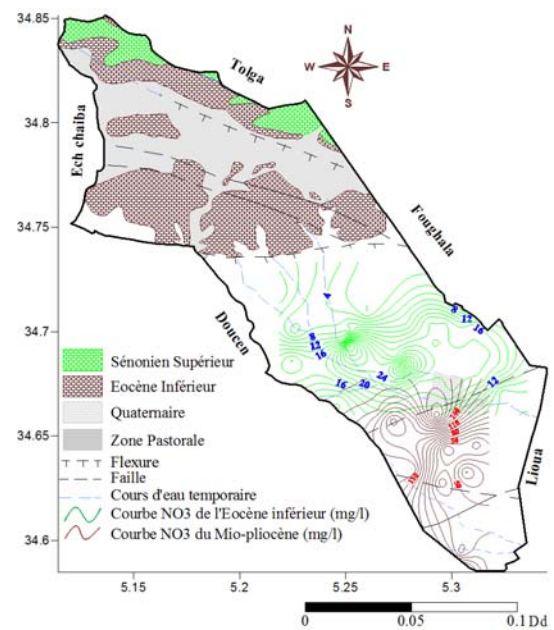 34.85
34.8
34.75
34.7
34.65
34.6
5.15
5.2
5.25
5.3
N
W E
S
Tolga
Ech chaiba
Foughala
Doucen
Lioua
4
8
12
16
8
12
16
16
20
24
12
Sénonien Supérieur
Eocène Inférieur
Quaternaire
Zone Pastorale
Flexure
Faille
Cours d'eau temporaire
Courbe NO3 de l'Eocène inférieur (mg/l)
Courbe NO3 du Mio-pliocène (mg/l)
0 0.05 0.1 Dd